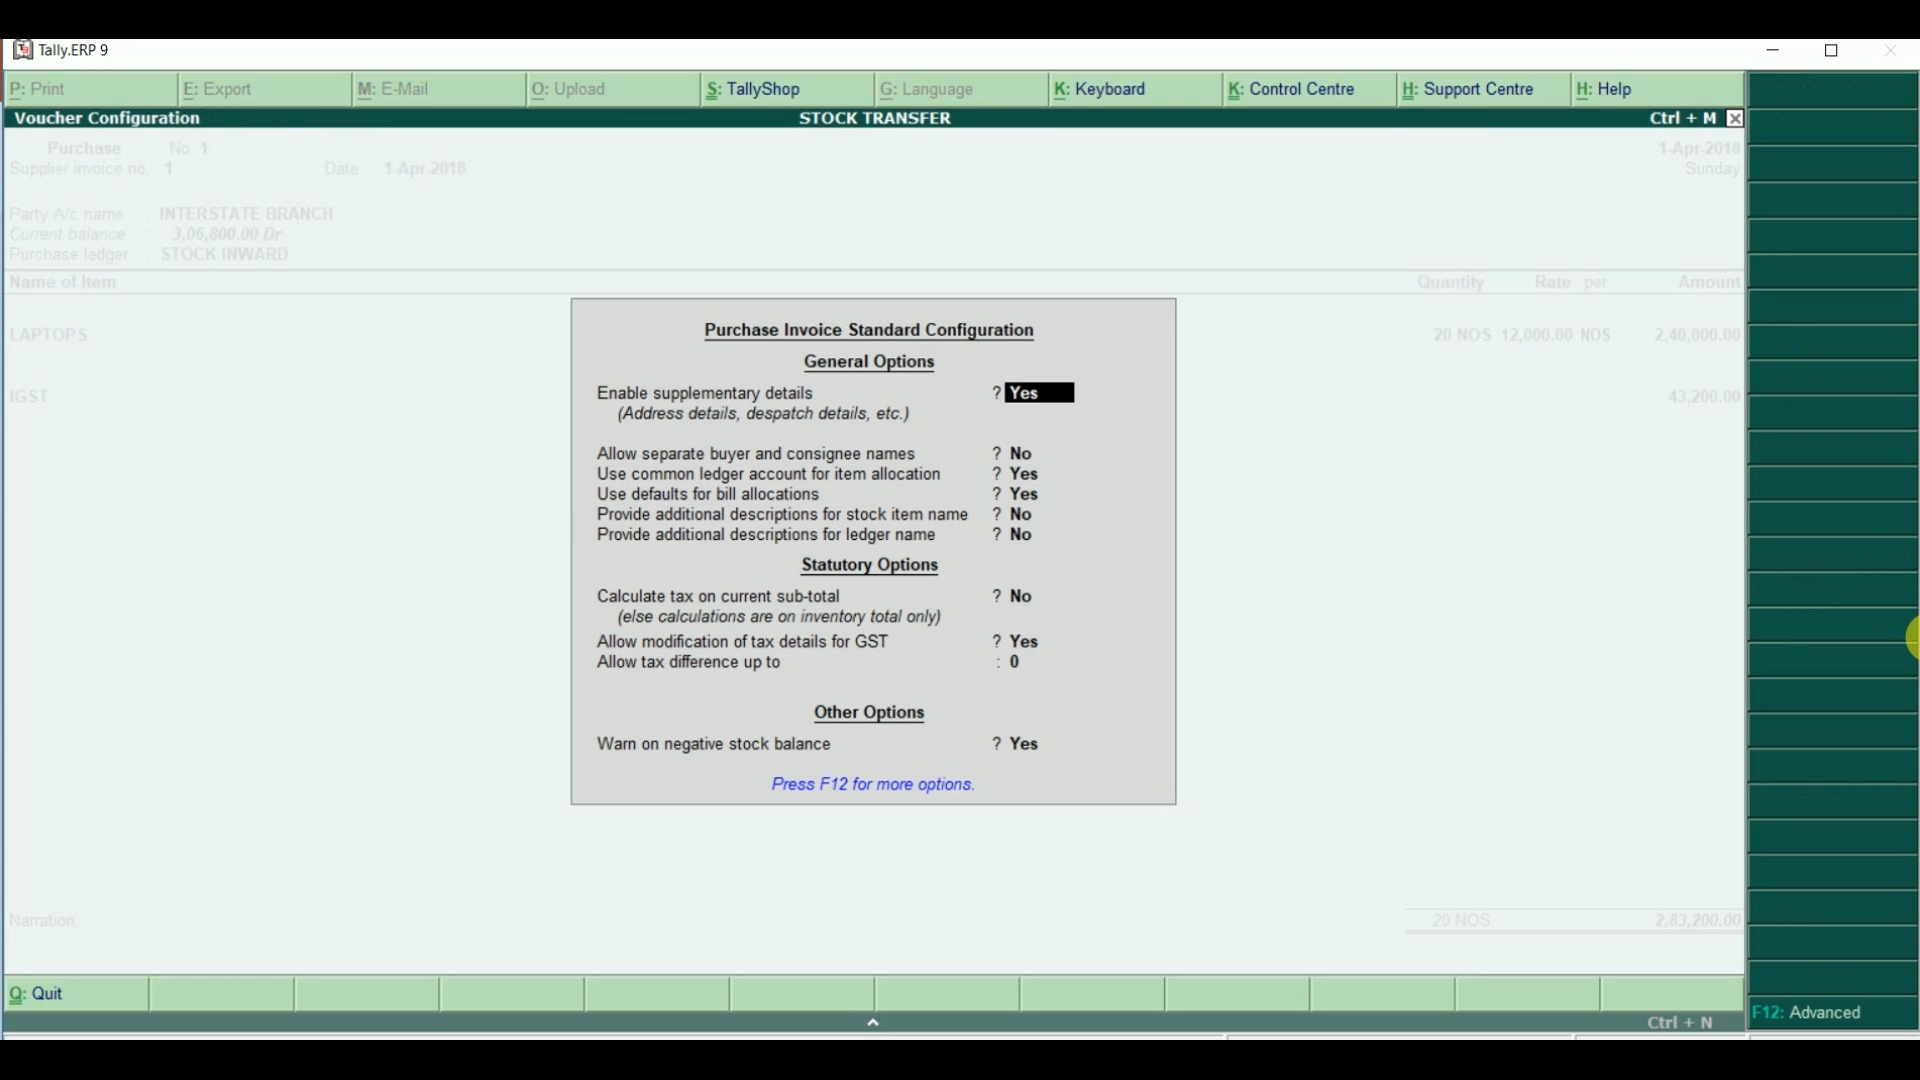 Tally.ERP 9
P: Print E: Export M: E-Mail O: Upload S: TallyShop G: Language K: Keyboard K: Control Centre H: Support Centre H: Help
Voucher Configuration STOCK TRANSFER Ctrl + M
Purchase No. 1 1-Apr-2018
Supplier invoice no. 1 Date : 1-Apr-2018 Sunday
Party A/c name : INTERSTATE BRANCH
Current balance : 3,06,800.00 Dr
Purchase ledger : STOCK INWARD
Name of Item Quantity Rate per Amount
LAPTOPS 20 NOS 12,000.00 NOS 2,40,000.00
IGST 43,200.00
Purchase Invoice Standard Configuration
General Options
Enable supplementary details ? Yes
(Address details, despatch details, etc.)
Allow separate buyer and consignee names ? No
Use common ledger account for item allocation ? Yes
Use defaults for bill allocations ? Yes
Provide additional descriptions for stock item name ? No
Provide additional descriptions for ledger name ? No
Statutory Options
Calculate tax on current sub-total ? No
(else calculations are on inventory total only)
Allow modification of tax details for GST ? Yes
Allow tax difference up to : 0
Other Options
Warn on negative stock balance ? Yes
Press F12 for more options.
Narration: 20 NOS 2,83,200.00
Q: Quit
F12: Advanced
Ctrl + N